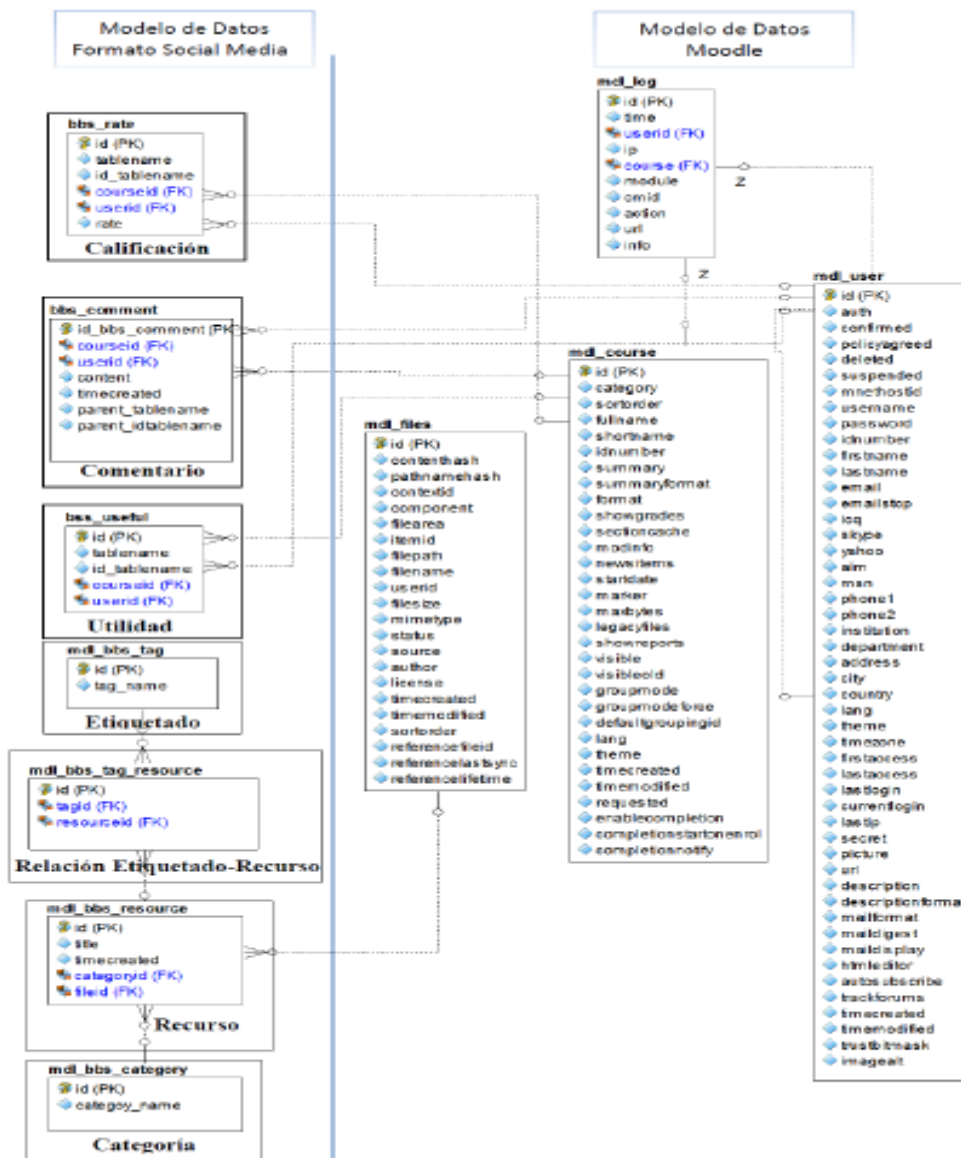 Modelo de Datos
Formato Social Media
bbs_rate
id (PK)
tablename
id_tablename
courseid (FK)
userid (FK)
rate
Calificación
bbs_comment
id_bbs_comment (PK
courseid (FK)
userid (FK)
content
timecreated
parent_tablename
parent_idtablename
Comentario
bss_useful
id (PK)
tablename
id_tablename
courseid (FK)
userid (FK)
Utilidad
mdl_bbs_tag
id (PK)
tag_name
Etiquetado
mdl_bbs_tag_resource
id (PK)
tagid (FK)
resourceid (FK)
Relación Etiquetado-Recurso
mdl_bbs_resource
id (PK)
title
timecreated
categoryid (FK)
fileid (FK)
Recurso
mdl_bbs_category
id (PK)
categoy_name
Categoría
Modelo de Datos
Moodle
mdl_log
id (PK)
time
userid (FK)
ip
course (FK)
module
cmid
action
url
info
Z
Z
mdl_files
id (PK)
contenthash
pathnamehash
contextid
component
filearea
itemid
filepath
filename
userid
filesize
mimetype
status
source
author
license
timecreated
timemodified
sortorder
referencefileid
referencelastsync
referencelifetime
mdl_course
id (PK)
category
sortorder
fullname
shortname
idnumber
summary
summaryformat
format
showgrades
sectioncache
modinfo
newsitems
startdate
marker
maxbytes
legacyfiles
showreports
visible
visibleold
groupmode
groupmodeforce
defaultgroupingid
lang
theme
timecreated
timemodified
requested
enablecompletion
completionstartonenrol
completionnotify
mdl_user
id (PK)
auth
confirmed
policyagreed
deleted
suspended
mnethostid
username
password
idnumber
firstname
lastname
email
emailstop
icq
skype
yahoo
aim
msn
phone1
phone2
institution
department
address
city
country
lang
theme
timezone
firstaccess
lastaccess
lastlogin
currentlogin
lastip
secret
picture
url
description
descriptionforma
mailformat
maildigest
maildisplay
htmleditor
autosubscribe
trackforums
timecreated
timemodified
trustbitmask
imagealt